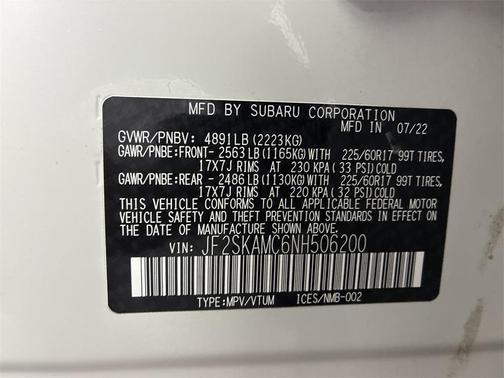 MFD BY SUBARU CORPORATION
MFD IN 07/22
GVWR/PNBV: 4891LB(2223KG)
GAWR/PNBE:FRONT- 2563LB(1165KG)WITH 225/60R17 99T TIRES,
17X7J RIMS AT 230 KPA(33 PSI)COLD
GAWR/PNBE:REAR - 2486LB(1130KG)WITH 225/60R17 99T TIRES,
17X7J RIMS AT 220 KPA(32 PSI)COLD
THIS VEHICLE CONFORMS TO ALL APPLICABLE FEDERAL MOTOR
VEHICLE SAFETY AND THEFT PREVENTION STANDARDS IN EFFECT ON
THE DATE OF MANUFACTURE SHOWN ABOVE.
VIN: JF2SKAMC6NH506200
TYPE:MPV/VTUM ICES/NMB-002